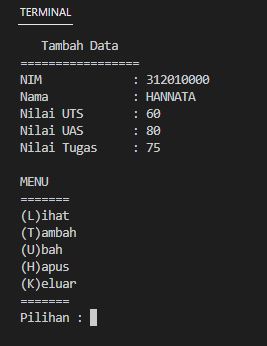 TERMINAL
Tambah Data
=================
NIM : 312010000
Nama : HANNATA
Nilai UTS : 60
Nilai UAS : 80
Nilai Tugas : 75
MENU
=======
(L)ihat
(T)ambah
(U)bah
(H)apus
(K)eluar
=======
Pilihan :